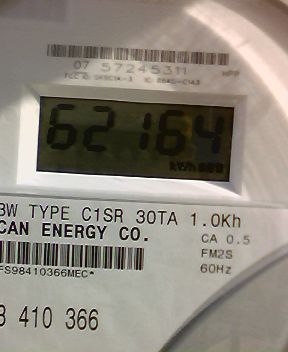 07 57245311
62164
kWh
3W TYPE C1SR 30TA 1.0Kh
CAN ENERGY CO.
CA 0.5
FM2S
60Hz
FS98410366MEC*
410 366